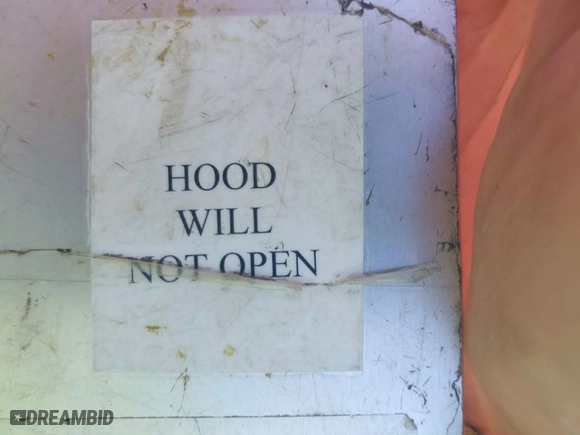 HOOD
WILL
NOT OPEN
DREAMBID